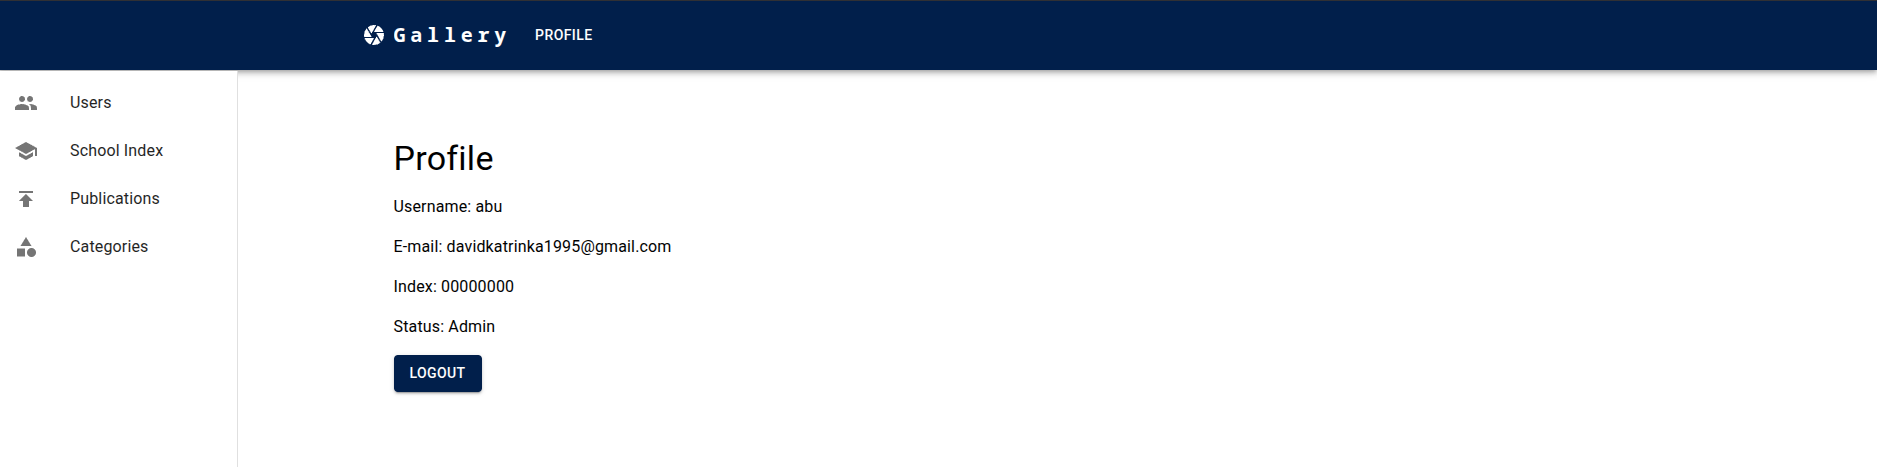 Gallery PROFILE
Users
School Index
Publications
Categories
Profile
Username: abu
E-mail: davidkatrinka1995@gmail.com
Index: 00000000
Status: Admin
LOGOUT